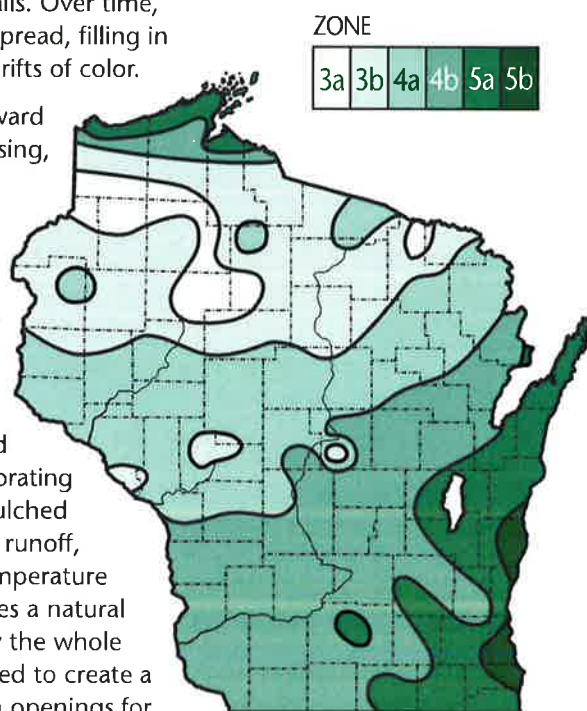 Over time,
pread, filling in
rifts of color.
ward
sing,
ZONE
3a 3b 4a 4b 5a 5b
orating
ulched
runoff,
mperature
es a natural
the whole
ed to create a
openings for